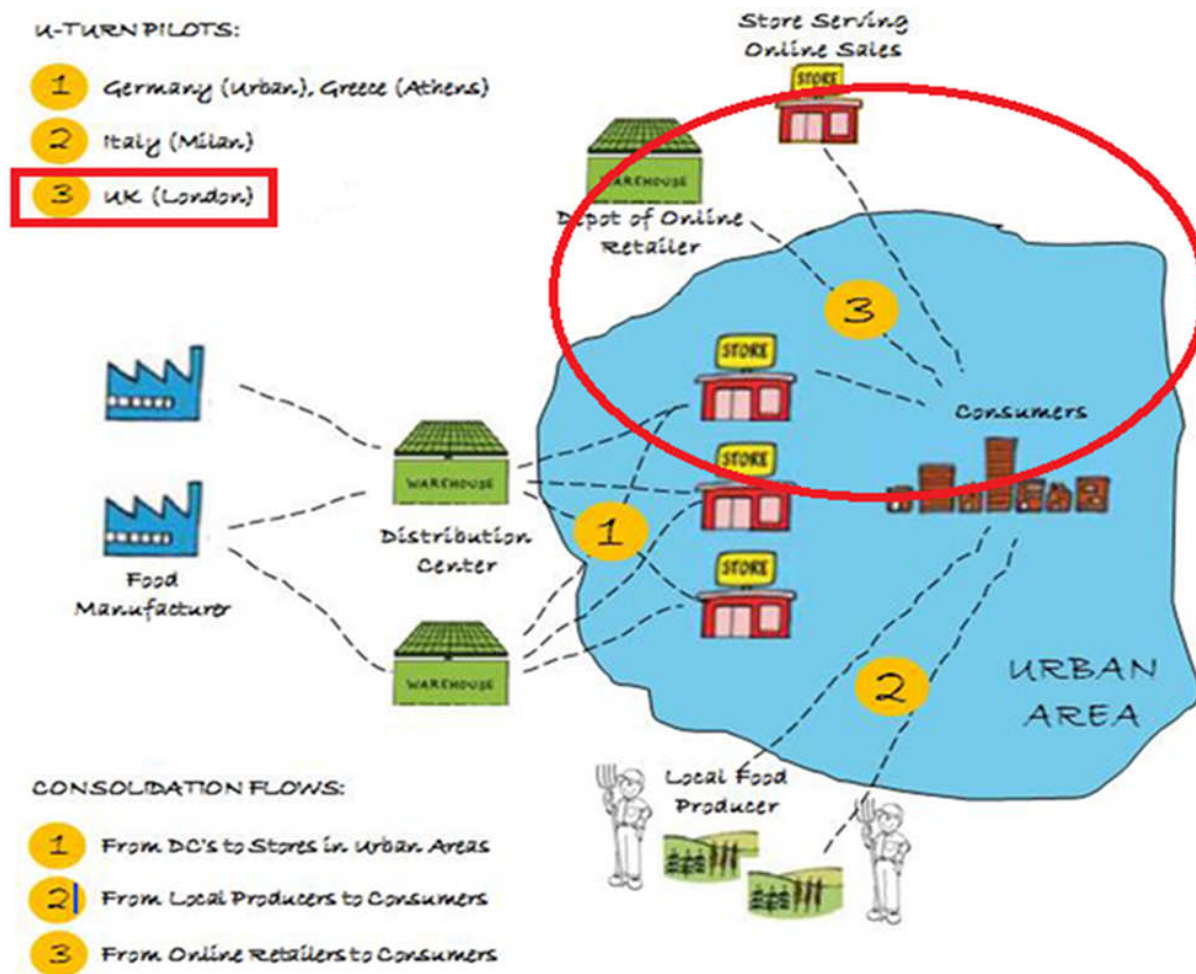 U-TURN PILOTS:
1 Germany (Urban), Greece (Athens)
2 Italy (Milan)
3 UK (London)
Store Serving
Online Sales
STORE
WAREHOUSE
Depot of Online
Retailer
3
STORE
Consumers
WAREHOUSE
STORE
Distribution
Center
1
STORE
Food
Manufacturer
WAREHOUSE
2
URBAN
AREA
Local Food
Producer
CONSOLIDATION FLOWS:
1 From DC's to Stores in Urban Areas
2 From Local Producers to Consumers
3 From Online Retailers to Consumers